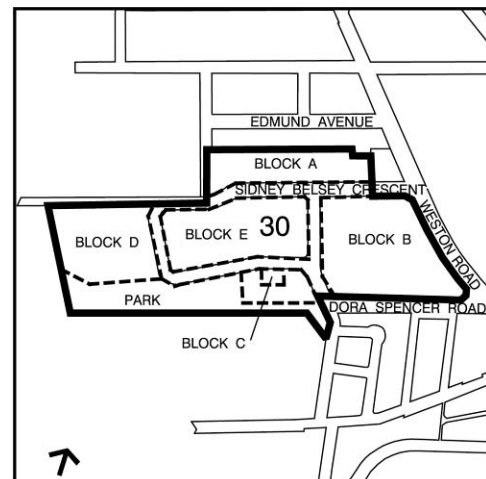 EDMUND AVENUE
BLOCK A
SIDNEY BELSEY CRESCENT
WESTON ROAD
BLOCK D
BLOCK E
30
BLOCK B
PARK
DORA SPENCER ROAD
BLOCK C